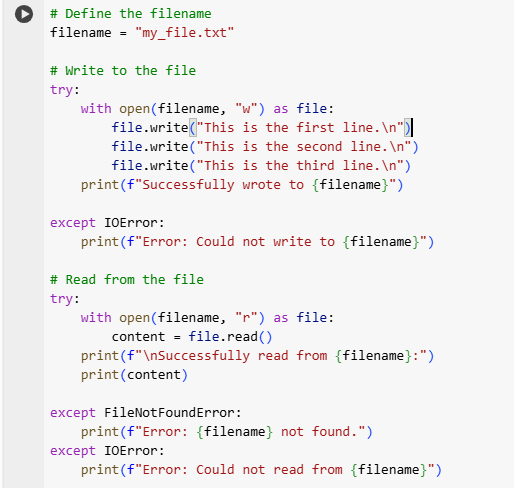 # Define the filename
filename = "my_file.txt"

# Write to the file
try:
    with open(filename, "w") as file:
        file.write("This is the first line.\n")
        file.write("This is the second line.\n")
        file.write("This is the third line.\n")
    print(f"Successfully wrote to {filename}")

except IOError:
    print(f"Error: Could not write to {filename}")

# Read from the file
try:
    with open(filename, "r") as file:
        content = file.read()
    print(f"\nSuccessfully read from {filename}:")
    print(content)

except FileNotFoundError:
    print(f"Error: {filename} not found.")
except IOError:
    print(f"Error: Could not read from {filename}")